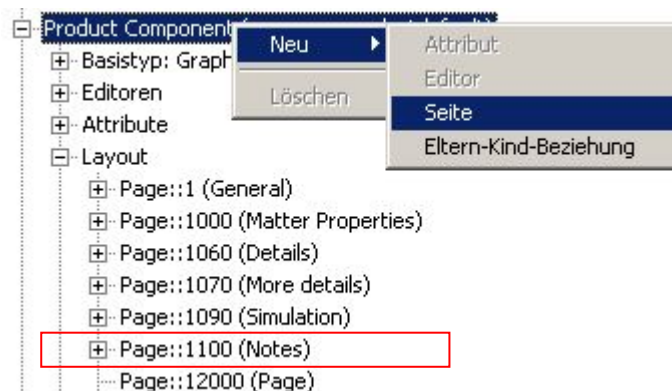 Product Component
Neu
Attribut
Basistyp: Graph
Editor
Editoren
Löschen
Seite
Attribute
Eltern-Kind-Beziehung
Layout
Page::1 (General)
Page::1000 (Matter Properties)
Page::1060 (Details)
Page::1070 (More details)
Page::1090 (Simulation)
Page::1100 (Notes)
Page::12000 (Page)